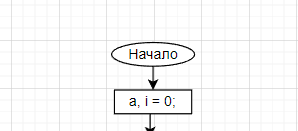 Начало
a, i = 0;